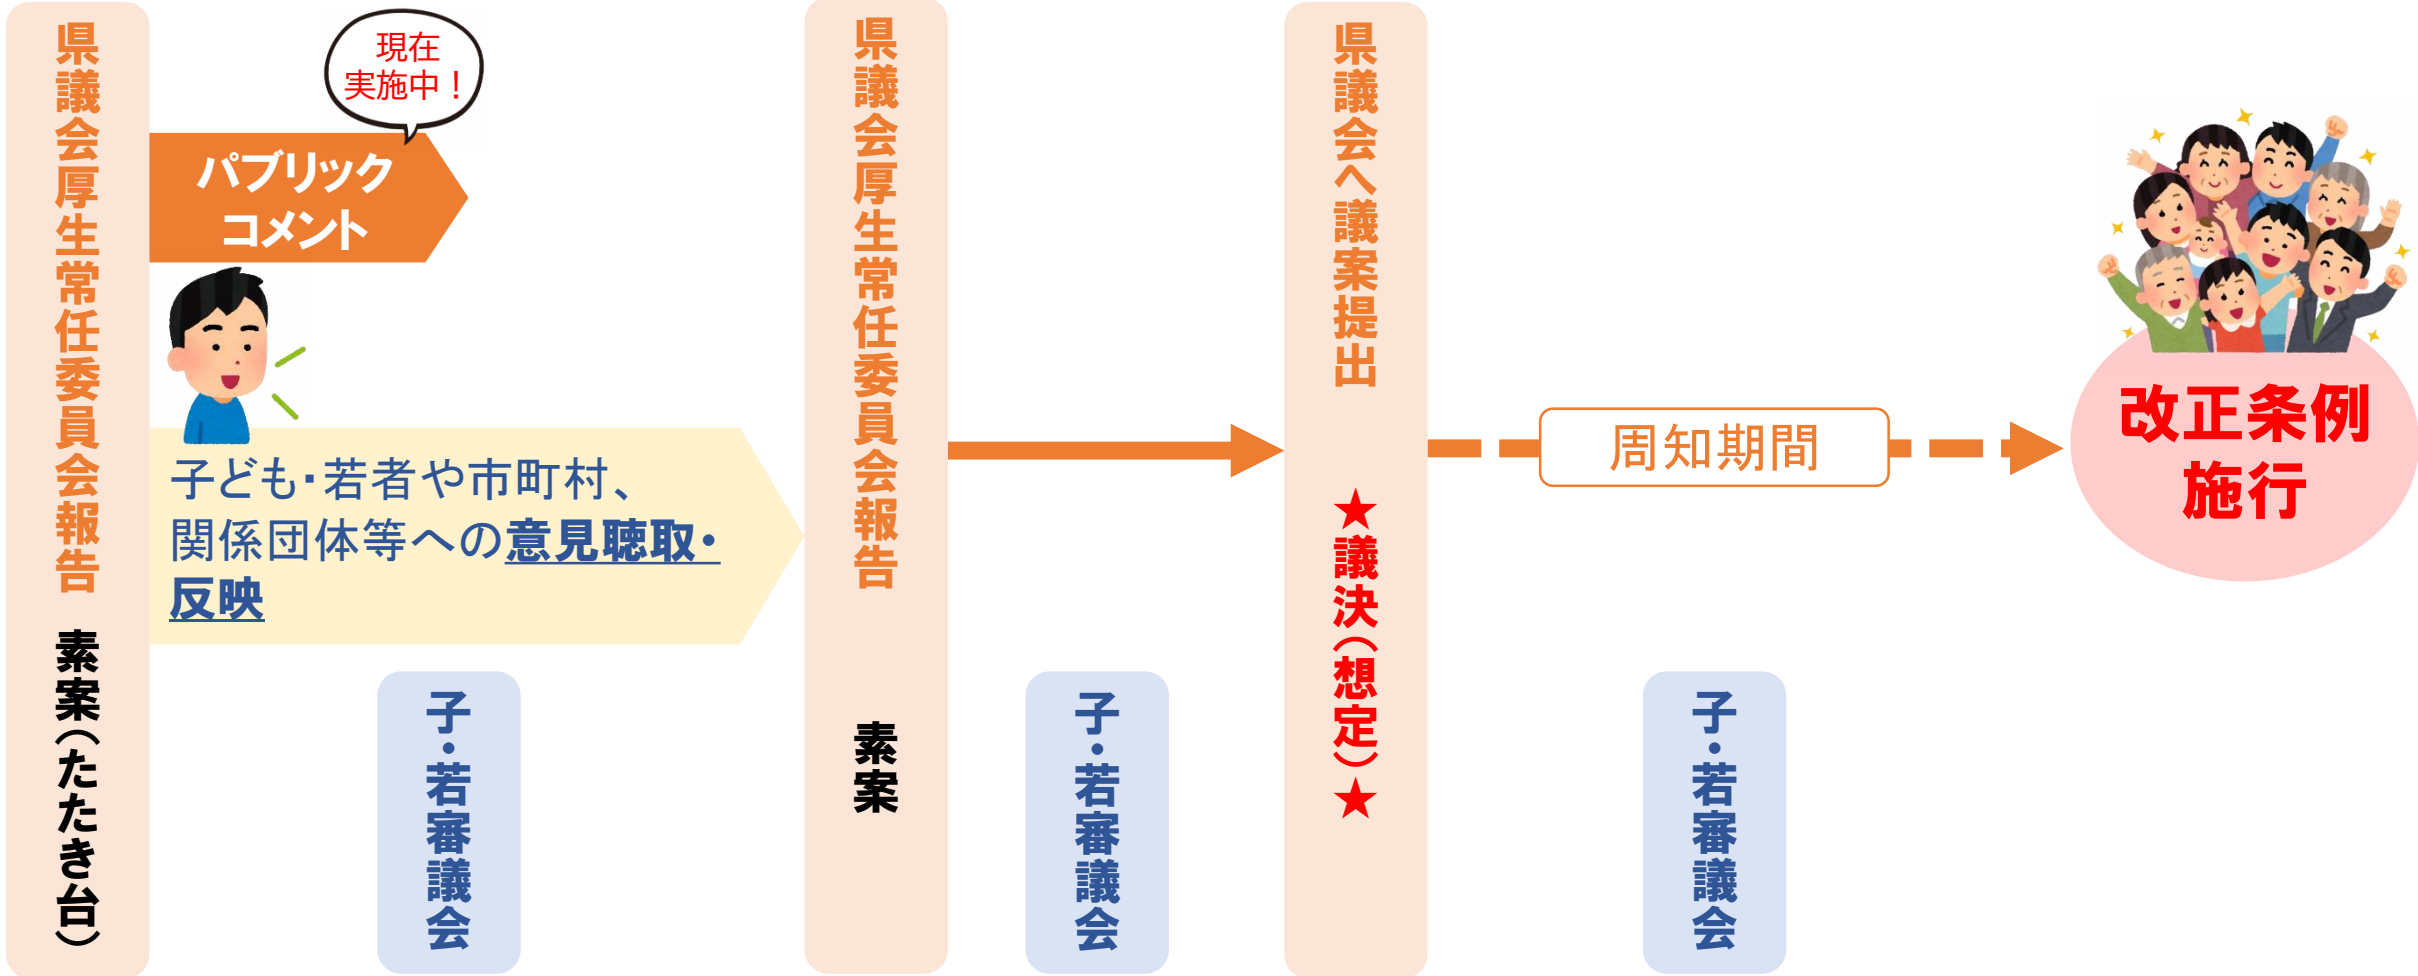 県議会厚生常任委員会報告　素案（たたき台）
現在
実施中！
パブリック
コメント
子ども・若者や市町村、
関係団体等への意見聴取・
反映
子・若審議会
県議会厚生常任委員会報告　素案
子・若審議会
県議会へ議案提出　★議決（想定）★
周知期間
子・若審議会
改正条例
施行